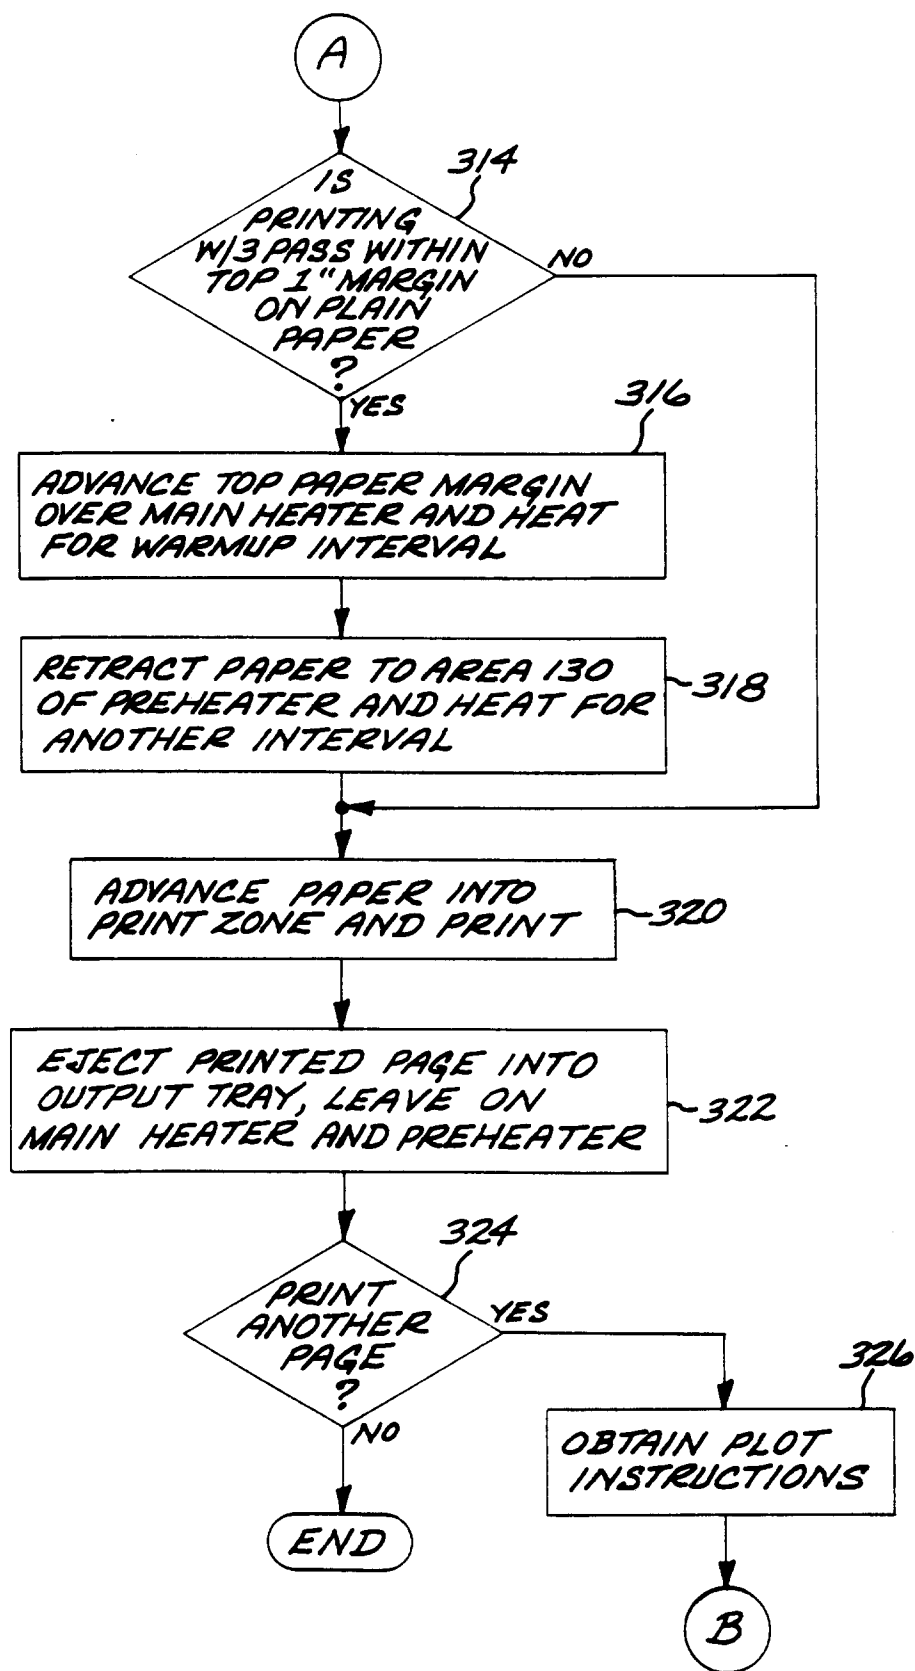 A
314
IS
PRINTING
W/3 PASS WITHIN
TOP 1" MARGIN
ON PLAIN
PAPER
?
NO
YES
316
ADVANCE TOP PAPER MARGIN
OVER MAIN HEATER AND HEAT
FOR WARMUP INTERVAL
RETRACT PAPER TO AREA 130
OF PREHEATER AND HEAT FOR
ANOTHER INTERVAL
318
ADVANCE PAPER INTO
PRINT ZONE AND PRINT
320
EJECT PRINTED PAGE INTO
OUTPUT TRAY, LEAVE ON
MAIN HEATER AND PREHEATER
322
324
PRINT
ANOTHER
PAGE
?
YES
NO
326
OBTAIN PLOT
INSTRUCTIONS
END
B